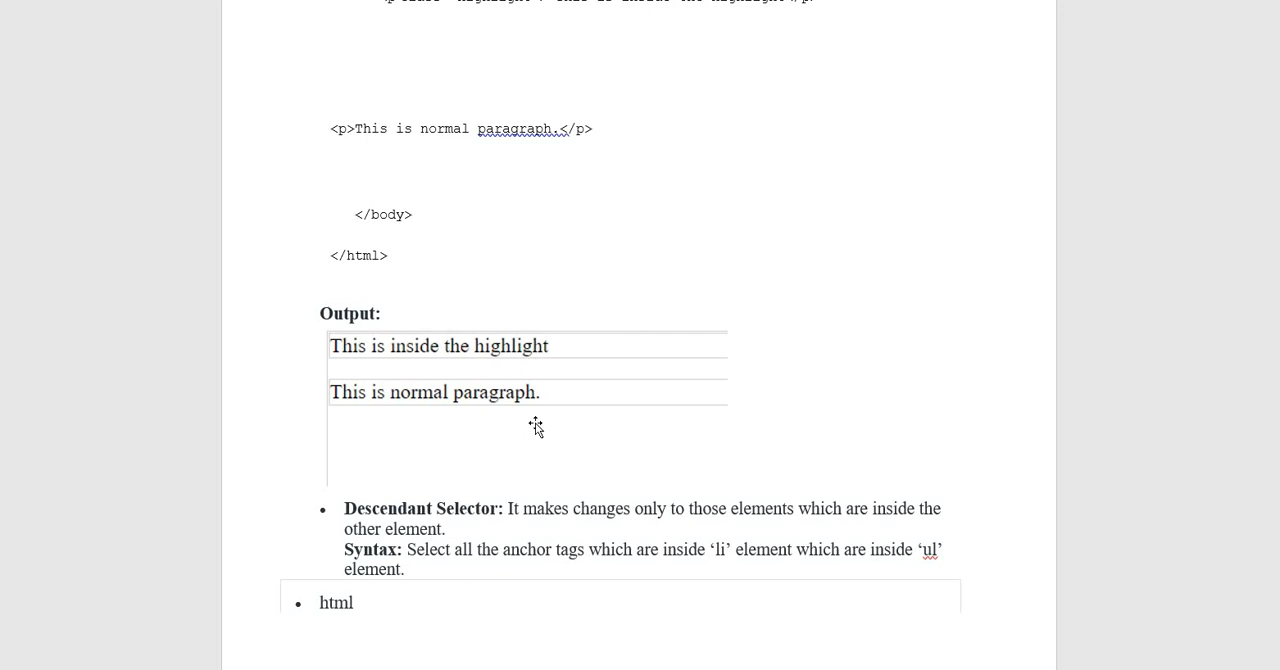 <p>This is normal paragraph.</p>
</body>
</html>
Output:
This is inside the highlight
This is normal paragraph.
• Descendant Selector: It makes changes only to those elements which are inside the
other element.
Syntax: Select all the anchor tags which are inside ‘li’ element which are inside ‘ul’
element.
• html